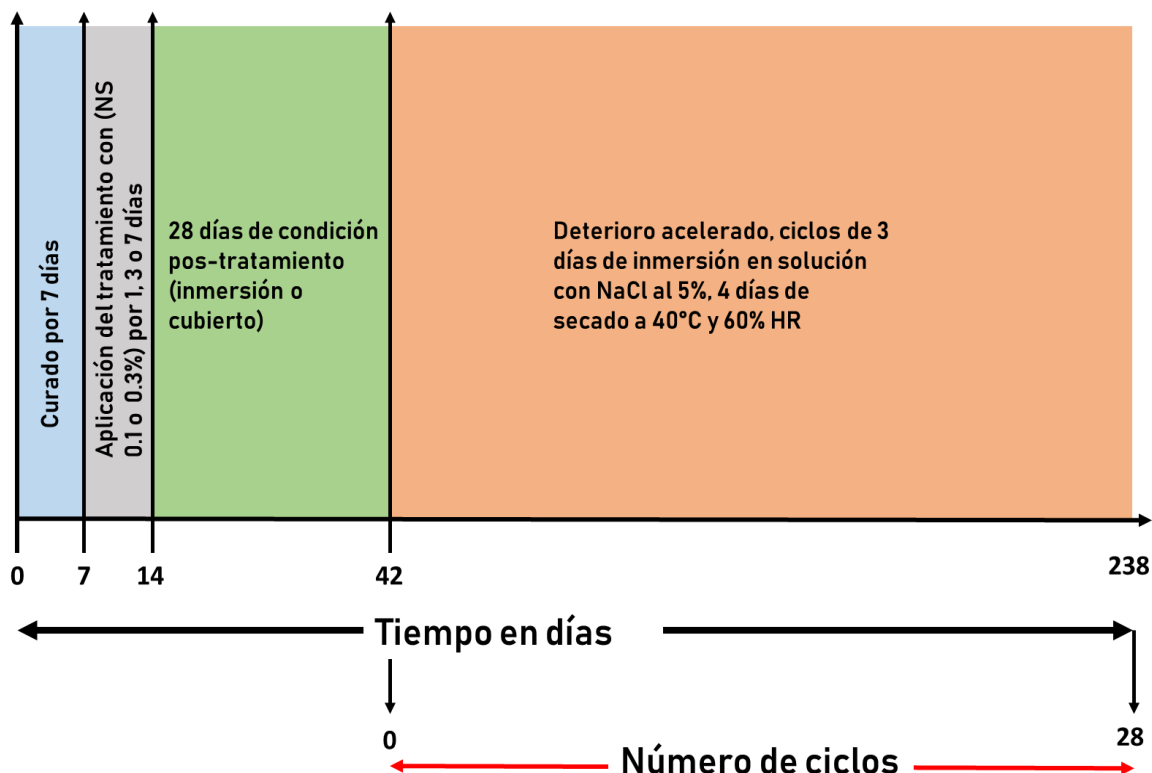 Curado por 7 días
Aplicación del tratamiento con (NS
0.1 o 0.3%) por 1, 3 o 7 días
28 días de condición
pos-tratamiento
(inmersión o
cubierto)
Deterioro acelerado, ciclos de 3
días de inmersión en solución
con NaCl al 5%, 4 días de
secado a 40°C y 60% HR
0 7 14 42 238
Tiempo en días
0 28
Número de ciclos